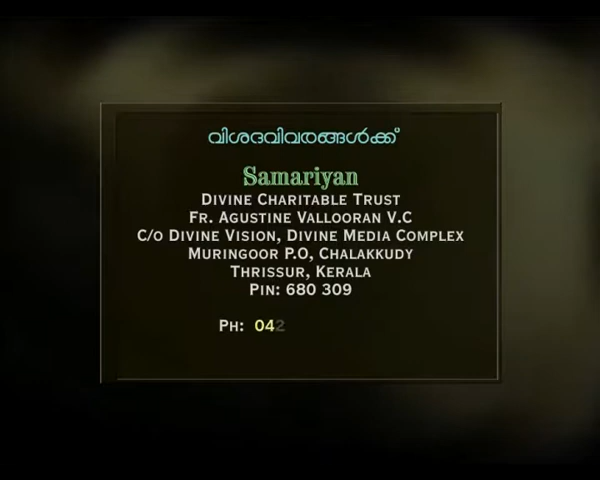 വിശദവിവരങ്ങൾക്ക്
Samariyan
Divine Charitable Trust
Fr. Agustine Vallooran V.C
C/o Divine Vision, Divine Media Complex
Muringoor P.O, Chalakkudy
Thrissur, Kerala
Pin: 680 309
Ph: 042